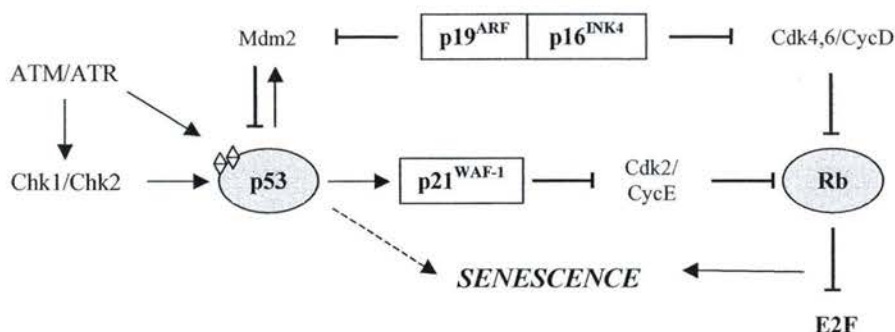 Mdm2
p19ARF
p16INK4
Cdk4,6/CycD
ATM/ATR
Chk1/Chk2
p53
p21WAF-1
Cdk2/
CycE
Rb
SENESCENCE
E2F